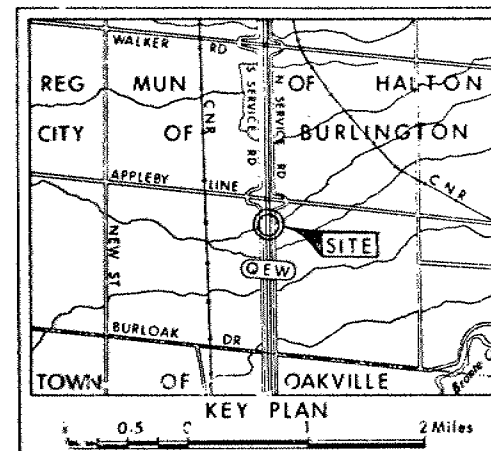 WALKER RD
REG MUN OF HALTON
CNR
S SERVICE RD
N SERVICE RD
CITY OF BURLINGTON
APPLEBY LINE
CNR
NEW ST
SITE
QEW
BURLOAK DR
TOWN OF OAKVILLE
KEY PLAN
0.5 0 1 2 Miles